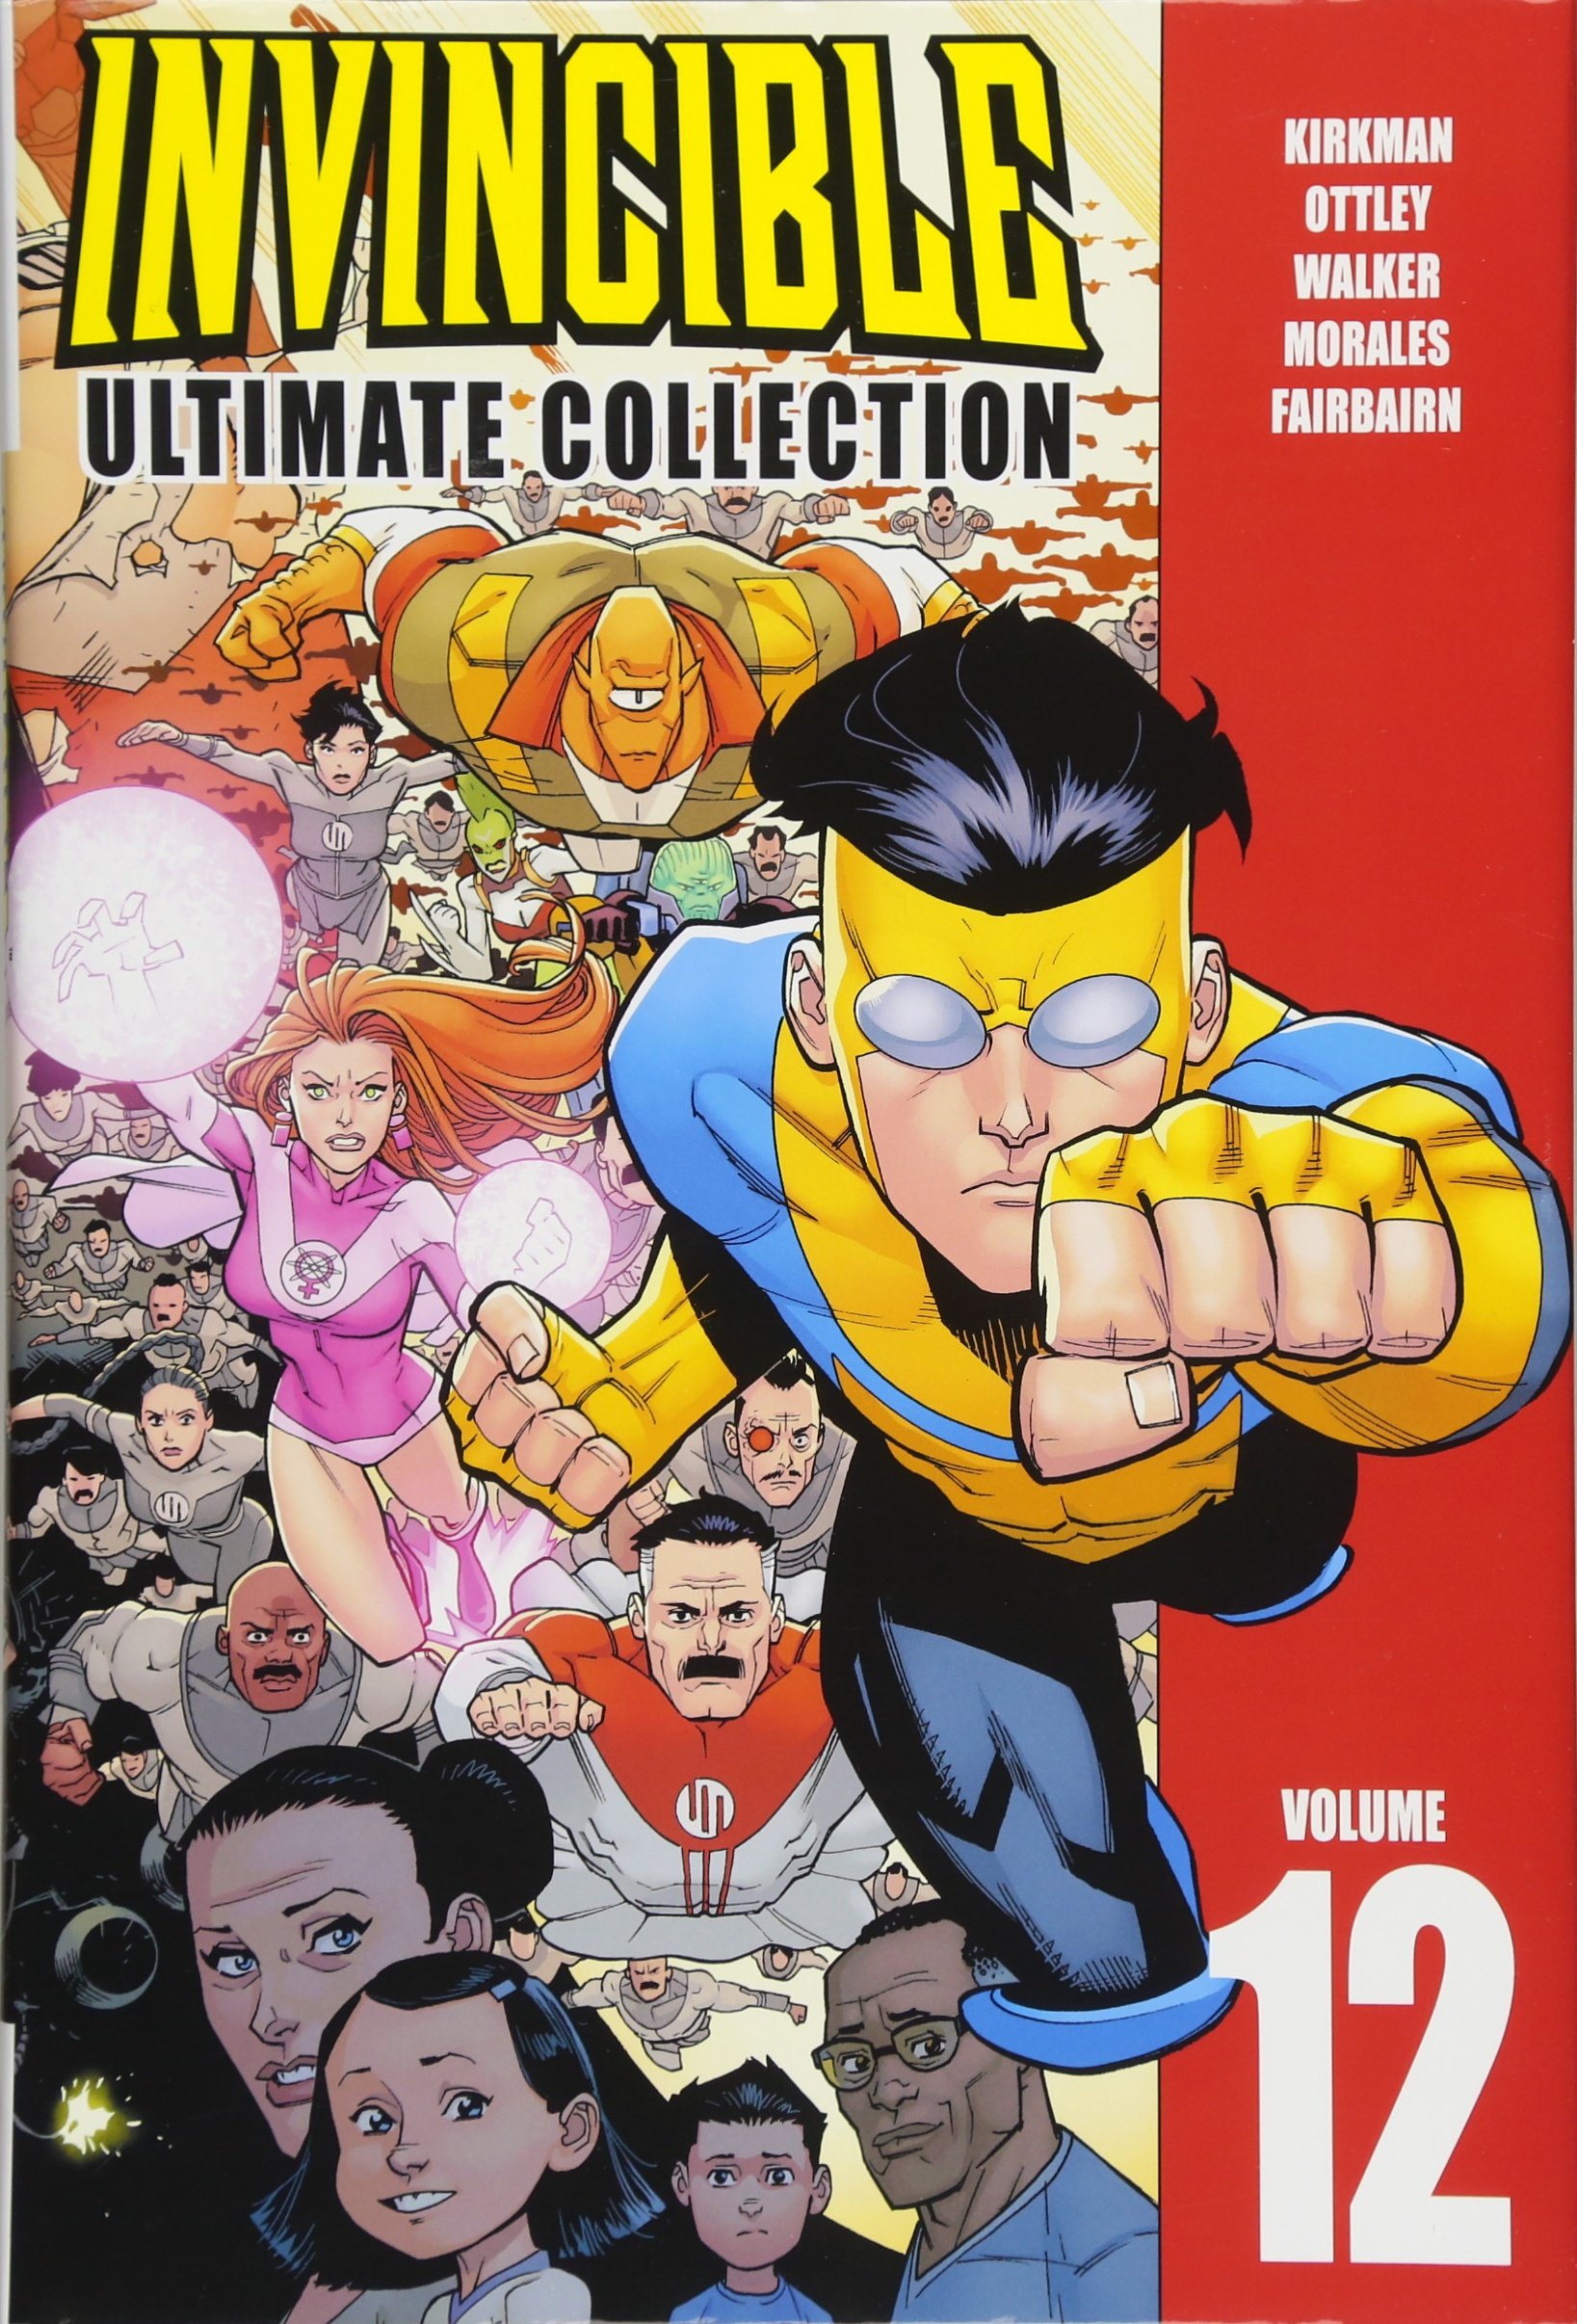 INVINCIBLE
ULTIMATE COLLECTION
KIRKMAN
OTTLEY
WALKER
MORALES
FAIRBAIRN
VOLUME
12